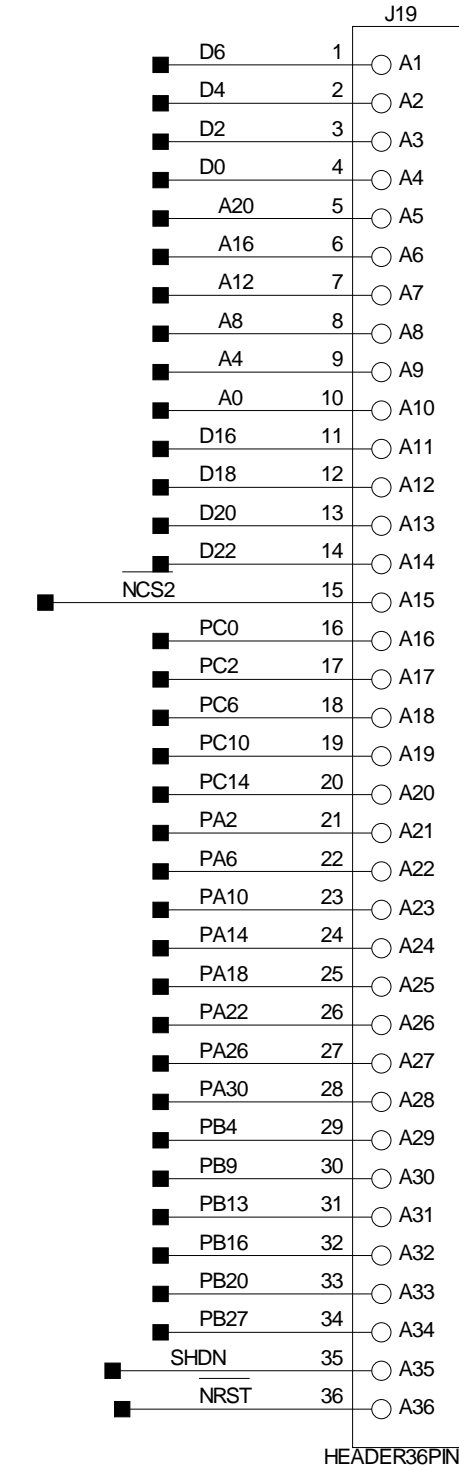 J19
D6 1 A1
D4 2 A2
D2 3 A3
D0 4 A4
A20 5 A5
A16 6 A6
A12 7 A7
A8 8 A8
A4 9 A9
A0 10 A10
D16 11 A11
D18 12 A12
D20 13 A13
D22 14 A14
NCS2 15 A15
PC0 16 A16
PC2 17 A17
PC6 18 A18
PC10 19 A19
PC14 20 A20
PA2 21 A21
PA6 22 A22
PA10 23 A23
PA14 24 A24
PA18 25 A25
PA22 26 A26
PA26 27 A27
PA30 28 A28
PB4 29 A29
PB9 30 A30
PB13 31 A31
PB16 32 A32
PB20 33 A33
PB27 34 A34
SHDN 35 A35
NRST 36 A36
HEADER36PIN